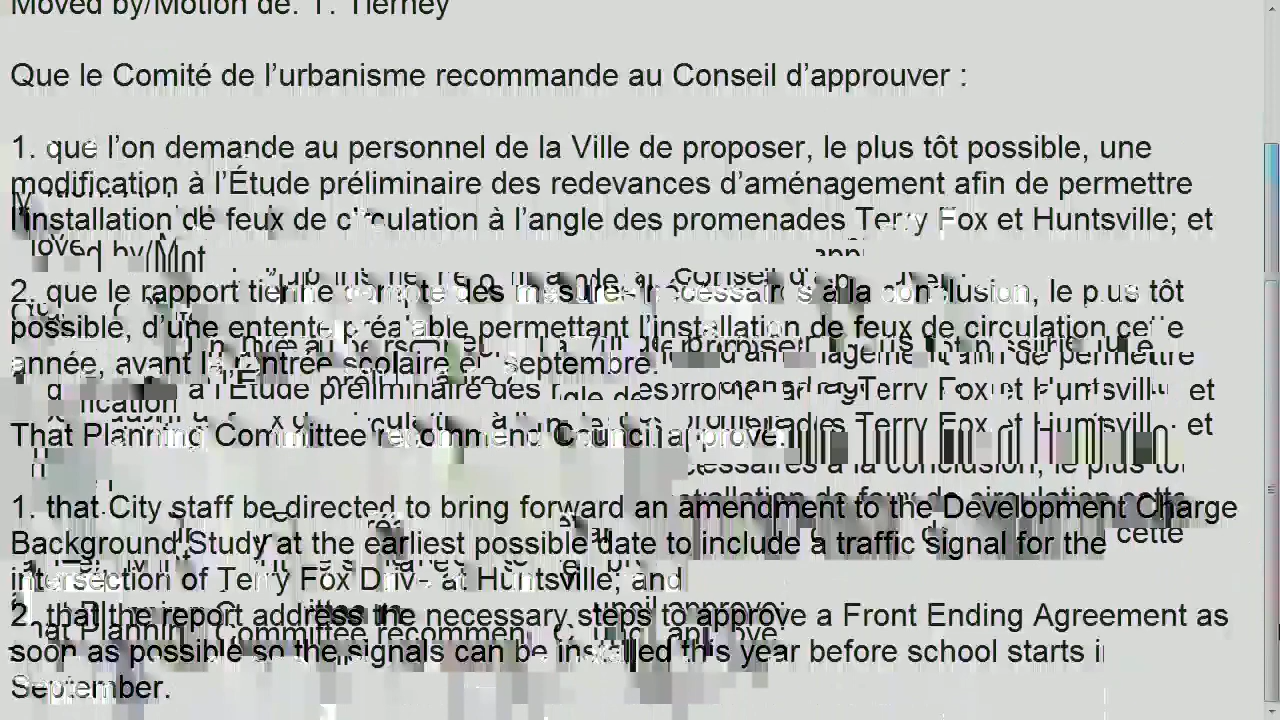 Moved by/Motion de: T. Tierney
Que le Comité de l’urbanisme recommande au Conseil d’approuver :
1. que l’on demande au personnel de la Ville de proposer, le plus tôt possible, une
modification à l’Étude préliminaire des redevances d’aménagement afin de permettre
l’installation de feux de circulation à l’angle des promenades Terry Fox et Huntsville; et
2. que le rapport tienne compte des mesures nécessaires à la conclusion, le plus tôt
possible, d’une entente préalable permettant l’installation de feux de circulation cette
année, avant la rentrée scolaire en septembre.
That Planning Committee recommend Council approve:
1. that City staff be directed to bring forward an amendment to the Development Charge
Background Study at the earliest possible date to include a traffic signal for the
intersection of Terry Fox Drive at Huntsville; and
2. that the report address the necessary steps to approve a Front Ending Agreement as
soon as possible so the signals can be installed this year before school starts in
September.